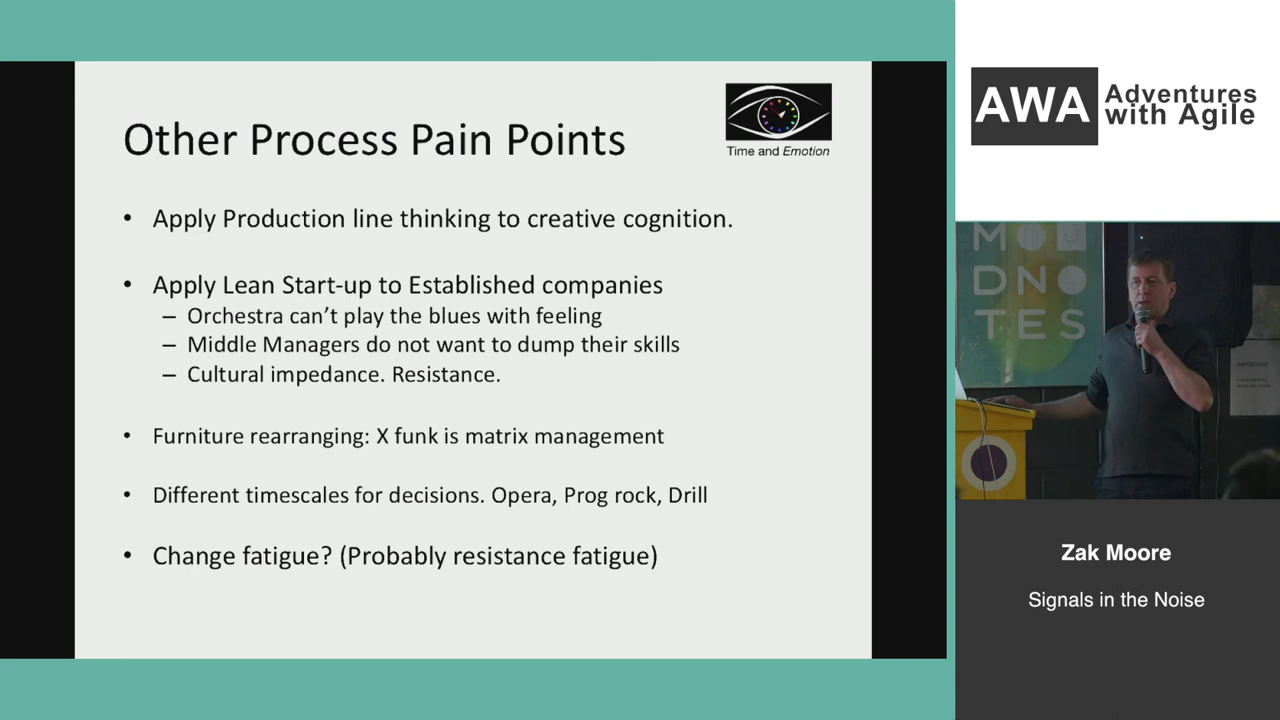 Other Process Pain Points
Time and Emotion
• Apply Production line thinking to creative cognition.
• Apply Lean Start-up to Established companies
– Orchestra can’t play the blues with feeling
– Middle Managers do not want to dump their skills
– Cultural impedance. Resistance.
• Furniture rearranging: X funk is matrix management
• Different timescales for decisions. Opera, Prog rock, Drill
• Change fatigue? (Probably resistance fatigue)
AWA Adventures
with Agile
DNO
TES
IMPORTANT
Zak Moore
Signals in the Noise